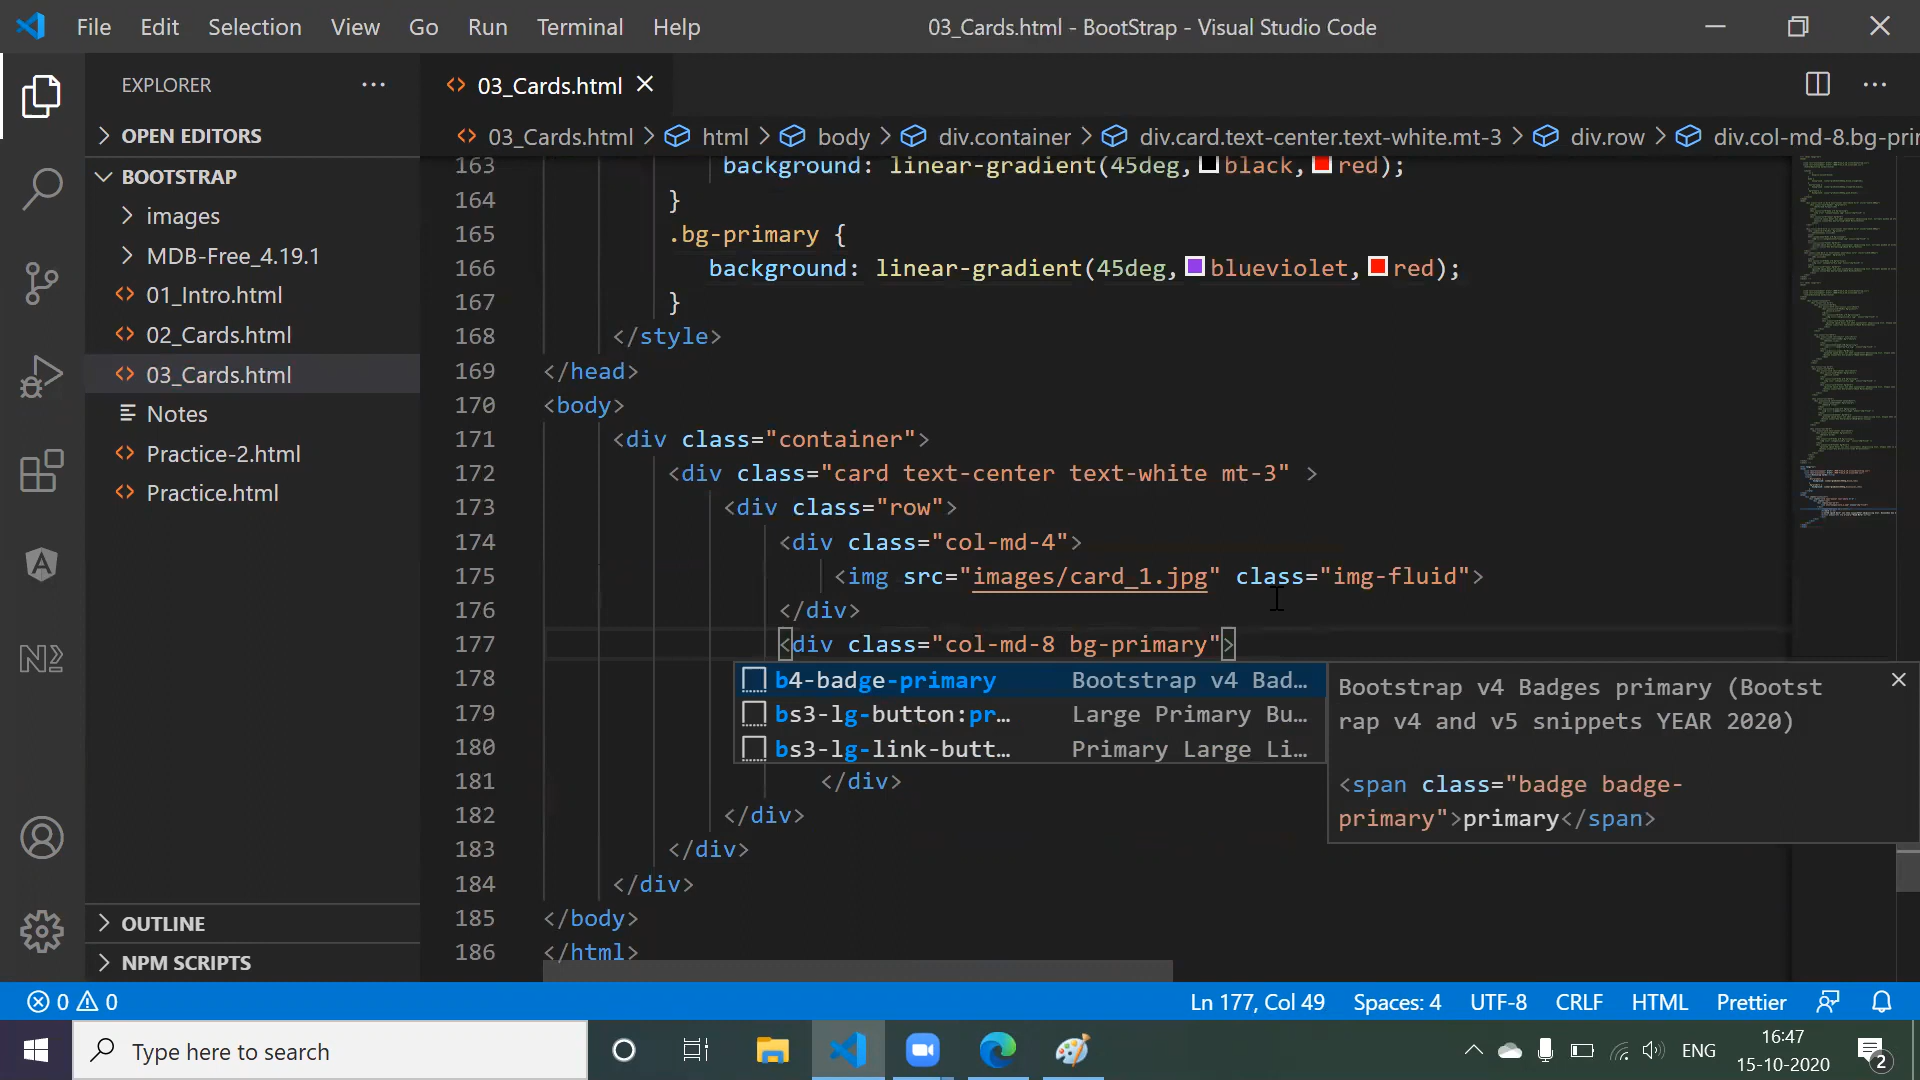 File Edit Selection View Go Run Terminal Help
03_Cards.html - BootStrap - Visual Studio Code
EXPLORER
OPEN EDITORS
BOOTSTRAP
images
MDB-Free_4.19.1
01_Intro.html
02_Cards.html
03_Cards.html
Notes
Practice-2.html
Practice.html
OUTLINE
NPM SCRIPTS
03_Cards.html
03_Cards.html > html > body > div.container > div.card.text-center.text-white.mt-3 > div.row > div.col-md-8.bg-pri
163 background: linear-gradient(45deg,black,red);
164 }
165 .bg-primary {
166 background: linear-gradient(45deg,blueviolet,red);
167 }
168 </style>
169 </head>
170 <body>
171 <div class="container">
172 <div class="card text-center text-white mt-3" >
173 <div class="row">
174 <div class="col-md-4">
175 <img src="images/card_1.jpg" class="img-fluid">
176 </div>
177 <div class="col-md-8 bg-primary">
178
179
180
181 </div>
182 </div>
183 </div>
184 </div>
185 </body>
186 </html>
b4-badge-primary Bootstrap v4 Bad...
bs3-lg-button:pr... Large Primary Bu...
bs3-lg-link-butt... Primary Large Li...
Bootstrap v4 Badges primary (Bootst
rap v4 and v5 snippets YEAR 2020)
<span class="badge badge-
primary">primary</span>
0 0
Ln 177, Col 49 Spaces: 4 UTF-8 CRLF HTML Prettier
Type here to search
ENG
16:47
15-10-2020
2